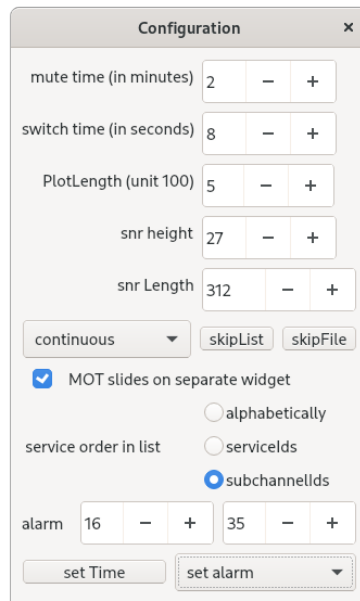 Configuration ×
mute time (in minutes) 2 − +
switch time (in seconds) 8 − +
PlotLength (unit 100) 5 − +
snr height 27 − +
snr Length 312 − +
continuous skipList skipFile
MOT slides on separate widget
alphabetically
service order in list serviceIds
subchannelIds
alarm 16 − + 35 − +
set Time set alarm